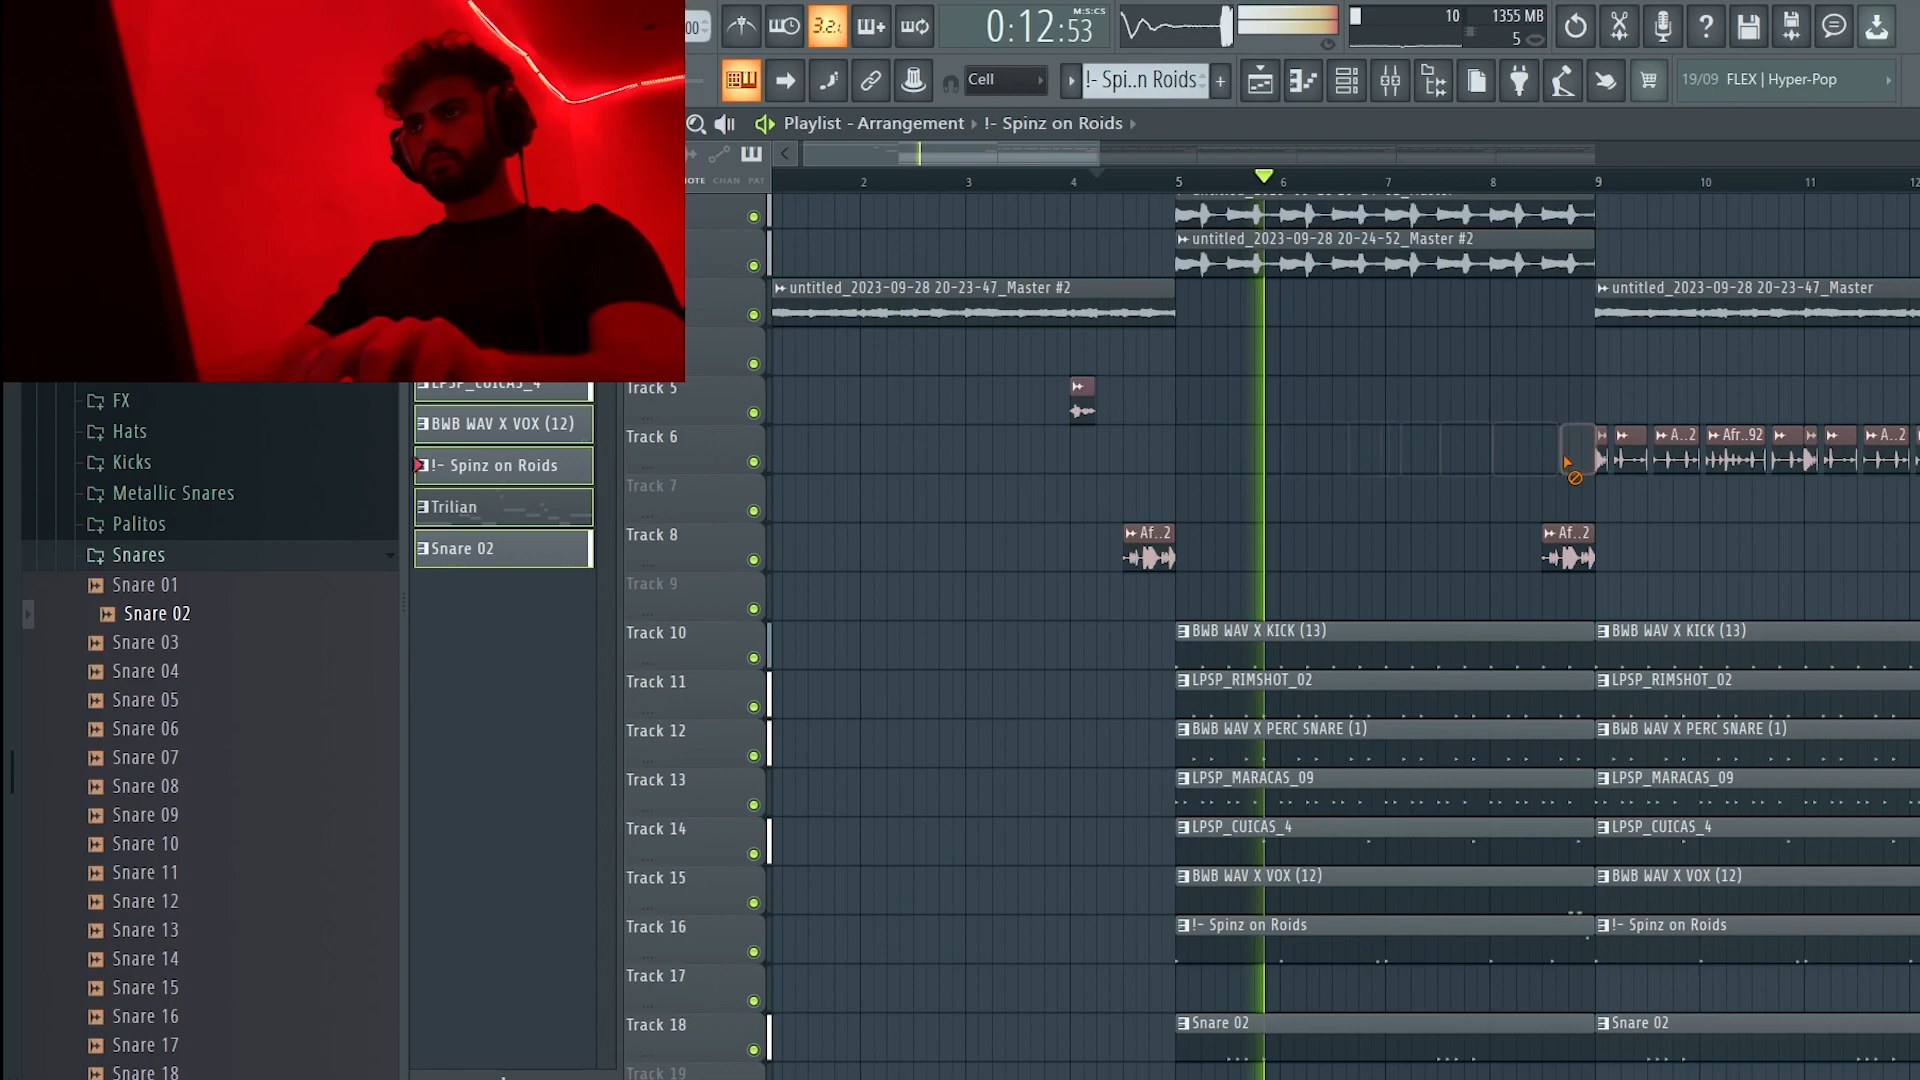 00
3.2.:
0:12:53
M:S:CS
10
1355 MB
5
Cell
!- Spi..n Roids
+
19/09 FLEX | Hyper-Pop
Playlist - Arrangement ▸ !- Spinz on Roids ▸
NOTE CHAN PAT
2 3 4 5 6 7 8 9 10 11 12
untitled_2023-09-28 20-24-52_Master #2
untitled_2023-09-28 20-23-47_Master #2
untitled_2023-09-28 20-23-47_Master
LPSP_CUICAS_4
BWB WAV X VOX (12)
!- Spinz on Roids
Trilian
Snare 02
FX
Hats
Kicks
Metallic Snares
Palitos
Snares
Snare 01
Snare 02
Snare 03
Snare 04
Snare 05
Snare 06
Snare 07
Snare 08
Snare 09
Snare 10
Snare 11
Snare 12
Snare 13
Snare 14
Snare 15
Snare 16
Snare 17
Snare 18
Track 5
Track 6
A..2 Afr..92 A..2
Track 7
Track 8
Af..2 Af..2
Track 9
Track 10
BWB WAV X KICK (13) BWB WAV X KICK (13)
Track 11
LPSP_RIMSHOT_02 LPSP_RIMSHOT_02
Track 12
BWB WAV X PERC SNARE (1) BWB WAV X PERC SNARE (1)
Track 13
LPSP_MARACAS_09 LPSP_MARACAS_09
Track 14
LPSP_CUICAS_4 LPSP_CUICAS_4
Track 15
BWB WAV X VOX (12) BWB WAV X VOX (12)
Track 16
!- Spinz on Roids !- Spinz on Roids
Track 17
Track 18
Snare 02 Snare 02
Track 19